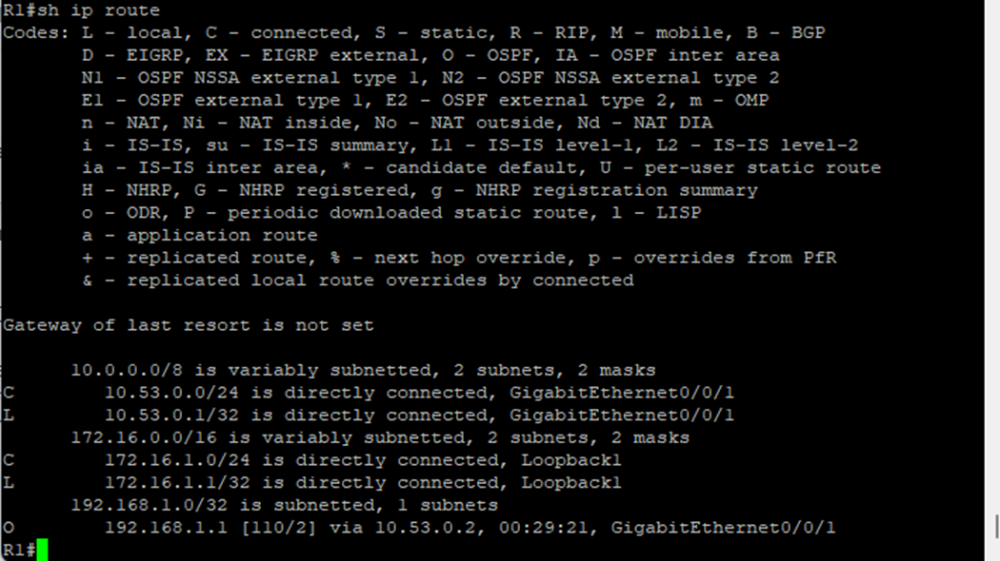 R1#sh ip route
Codes: L - local, C - connected, S - static, R - RIP, M - mobile, B - BGP
       D - EIGRP, EX - EIGRP external, O - OSPF, IA - OSPF inter area
       N1 - OSPF NSSA external type 1, N2 - OSPF NSSA external type 2
       E1 - OSPF external type 1, E2 - OSPF external type 2, m - OMP
       n - NAT, Ni - NAT inside, No - NAT outside, Nd - NAT DIA
       i - IS-IS, su - IS-IS summary, L1 - IS-IS level-1, L2 - IS-IS level-2
       ia - IS-IS inter area, * - candidate default, U - per-user static route
       H - NHRP, G - NHRP registered, g - NHRP registration summary
       o - ODR, P - periodic downloaded static route, l - LISP
       a - application route
       + - replicated route, % - next hop override, p - overrides from PfR
       & - replicated local route overrides by connected

Gateway of last resort is not set

      10.0.0.0/8 is variably subnetted, 2 subnets, 2 masks
C        10.53.0.0/24 is directly connected, GigabitEthernet0/0/1
L        10.53.0.1/32 is directly connected, GigabitEthernet0/0/1
      172.16.0.0/16 is variably subnetted, 2 subnets, 2 masks
C        172.16.1.0/24 is directly connected, Loopback1
L        172.16.1.1/32 is directly connected, Loopback1
      192.168.1.0/32 is subnetted, 1 subnets
O        192.168.1.1 [110/2] via 10.53.0.2, 00:29:21, GigabitEthernet0/0/1
R1#